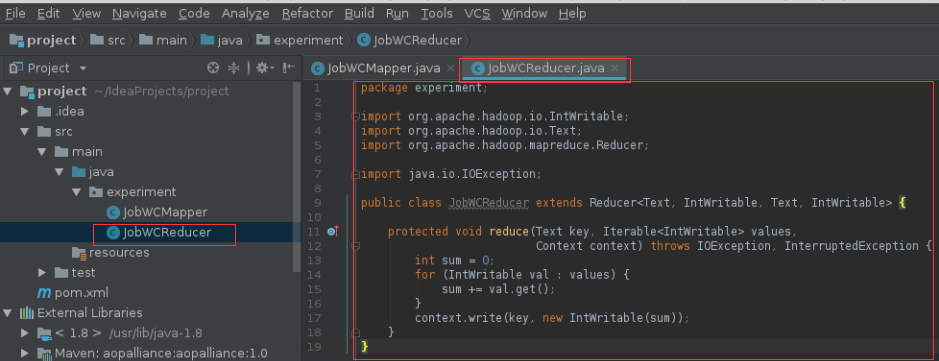 File Edit View Navigate Code Analyze Refactor Build Run Tools VCS Window Help
project src main java experiment JobWCReducer
Project
JobWCMapper.java × JobWCReducer.java ×
project ~/IdeaProjects/project
.idea
src
main
java
experiment
JobWCMapper
JobWCReducer
resources
test
pom.xml
External Libraries
< 1.8 > /usr/lib/java-1.8
Maven: aopalliance:aopalliance:1.0
1 package experiment;
2
3 import org.apache.hadoop.io.IntWritable;
4 import org.apache.hadoop.io.Text;
5 import org.apache.hadoop.mapreduce.Reducer;
6
7 import java.io.IOException;
8
9 public class JobWCReducer extends Reducer<Text, IntWritable, Text, IntWritable> {
10
11 protected void reduce(Text key, Iterable<IntWritable> values,
12 Context context) throws IOException, InterruptedException {
13 int sum = 0;
14 for (IntWritable val : values) {
15 sum += val.get();
16 }
17 context.write(key, new IntWritable(sum));
18 }
19 }